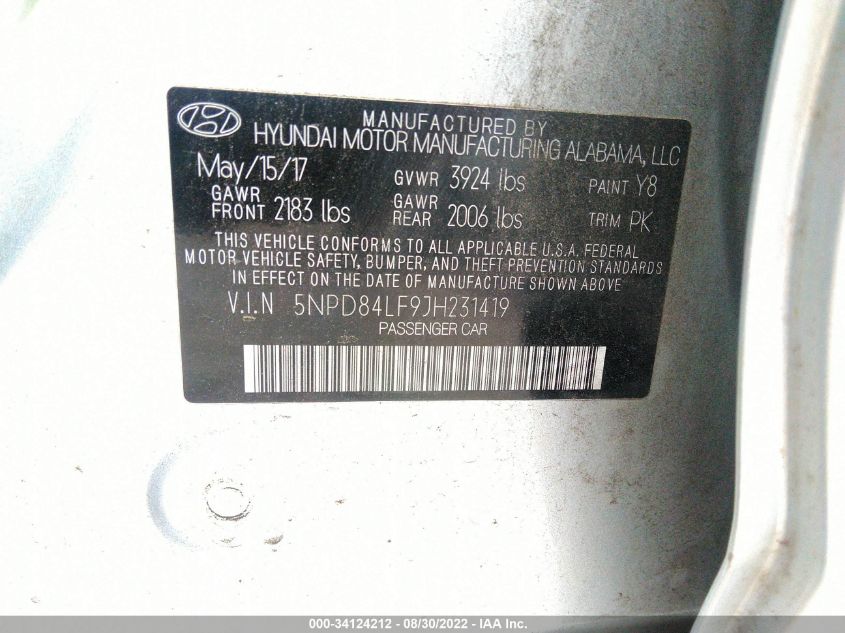 MANUFACTURED BY
HYUNDAI MOTOR MANUFACTURING ALABAMA, LLC
May/15/17 GVWR 3924 lbs PAINT Y8
GAWR FRONT 2183 lbs GAWR REAR 2006 lbs TRIM PK
THIS VEHICLE CONFORMS TO ALL APPLICABLE U.S.A. FEDERAL
MOTOR VEHICLE SAFETY, BUMPER, AND THEFT PREVENTION STANDARDS
IN EFFECT ON THE DATE OF MANUFACTURE SHOWN ABOVE.
V.I.N 5NPD84LF9JH231419
PASSENGER CAR
000-34124212 - 08/30/2022 - IAA Inc.